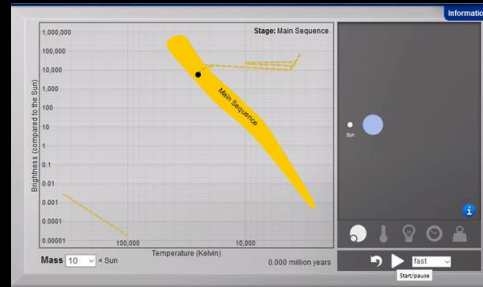 Information
Stage: Main Sequence
1,000,000
100,000
10,000
1,000
100
10
1
0.1
0.01
0.001
0.0001
0.00001
Brightness (compared to the Sun)
Main Sequence
100,000
10,000
Temperature (Kelvin)
Mass 10 × Sun
0.000 million years
Sun
i
fast
Start/pause